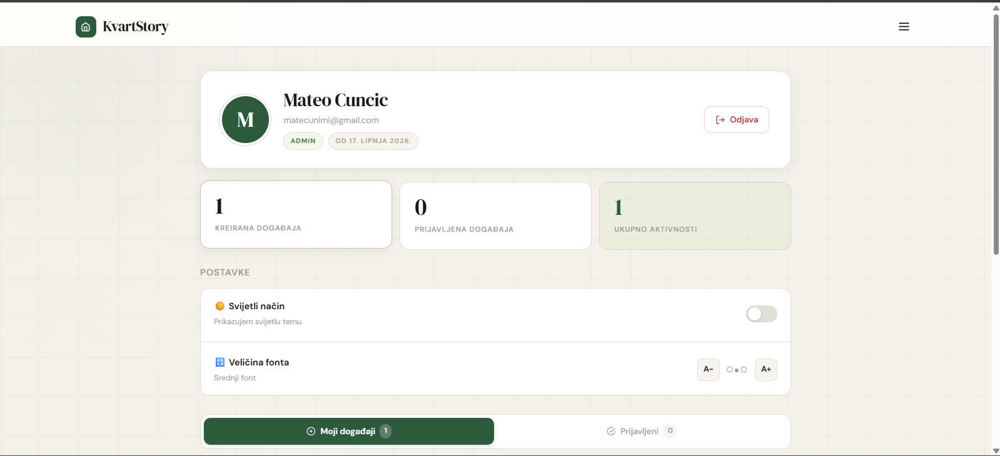 KvartStory
Mateo Cuncic
M
matecunimi@gmail.com
ADMIN
OD 17. LIPNJA 2026.
Odjava
1
KREIRANA DOGAĐAJA
0
PRIJAVLJENA DOGAĐAJA
1
UKUPNO AKTIVNOSTI
POSTAVKE
Svijetli način
Prikazujem svijetlu temu
Veličina fonta
Srednji font
A-
A+
Moji događaji 1
Prijavljeni 0